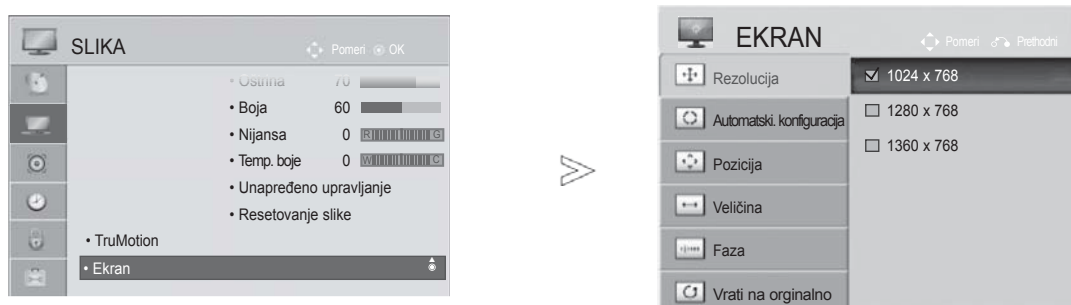 SLIKA
Pomeri OK
• Oštrina 70
• Boja 60
• Nijansa 0 R G
• Temp. boje 0 W C
• Unapređeno upravljanje
• Resetovanje slike
• TruMotion
• Ekran
EKRAN
Pomeri Prethodni
Rezolucija
Automatski. konfiguracija
Pozicija
Veličina
Faza
Vrati na orginalno
1024 x 768
1280 x 768
1360 x 768